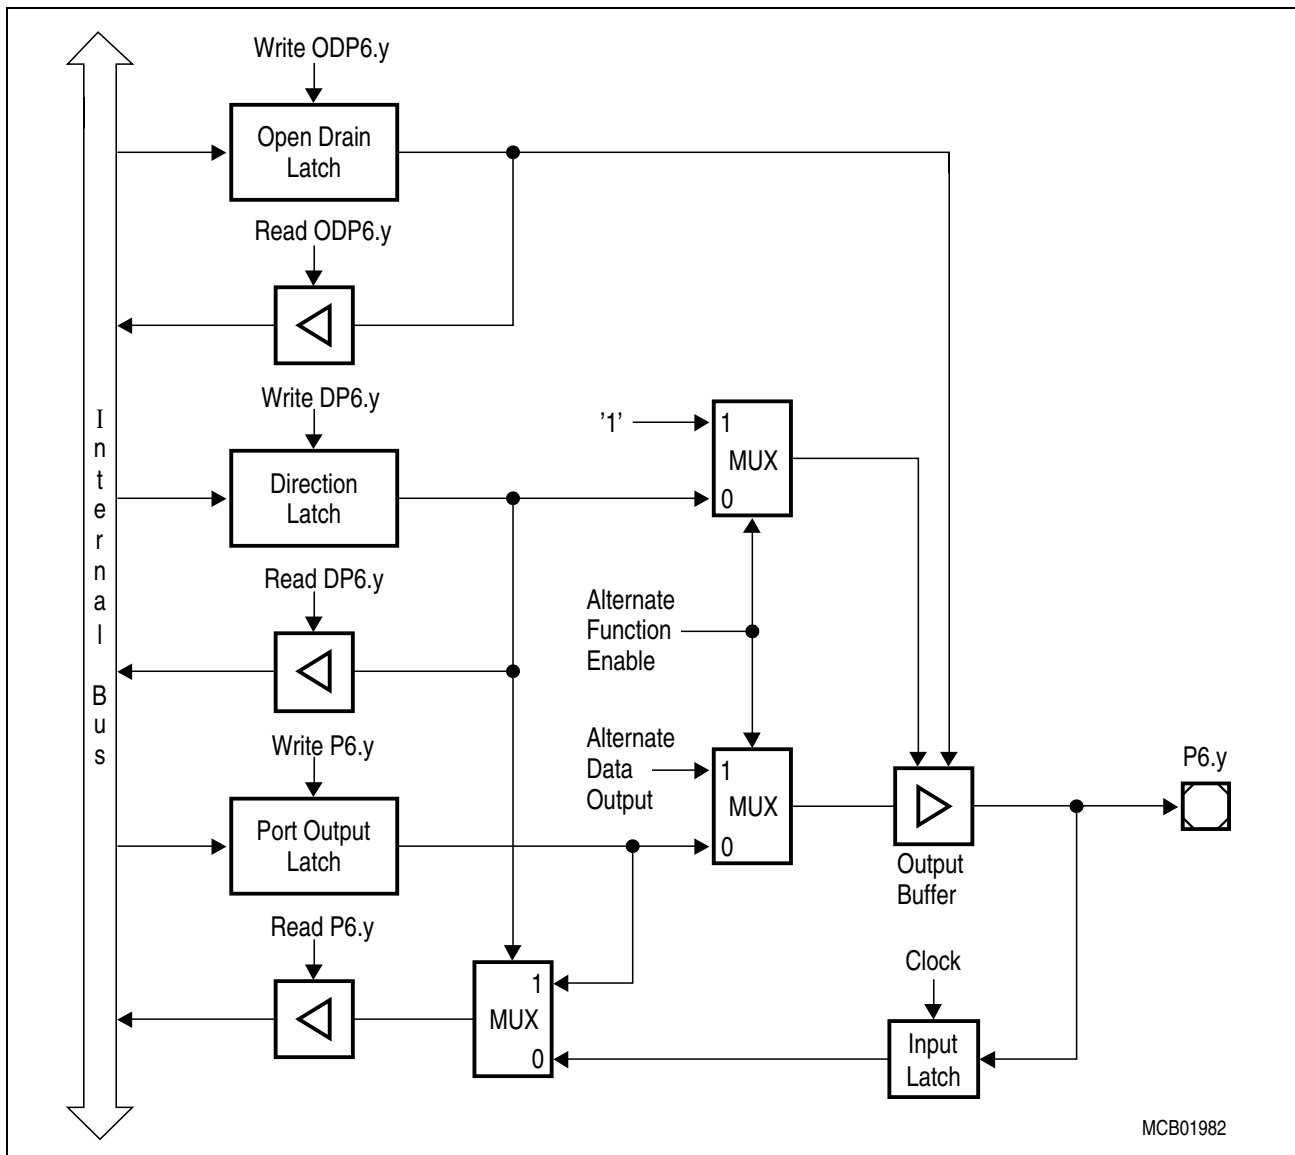 Write ODP6.y
Open Drain
Latch
Read ODP6.y
Write DP6.y
Internal Bus
'1'
1
MUX
0
Direction
Latch
Read DP6.y
Alternate
Function
Enable
Write P6.y
Alternate
Data
Output
1
MUX
0
P6.y
Port Output
Latch
Output
Buffer
Read P6.y
Clock
1
MUX
0
Input
Latch
MCB01982